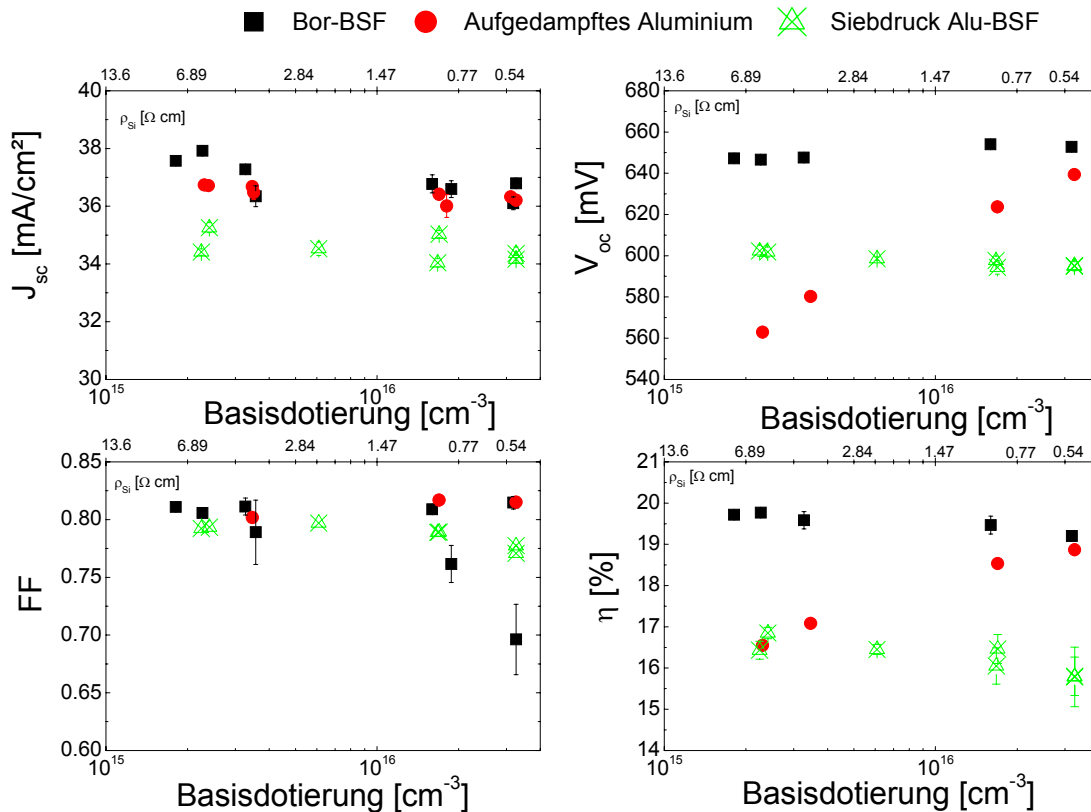 Bor-BSF Aufgedampftes Aluminium Siebdruck Alu-BSF
13.6 6.89 2.84 1.47 0.77 0.54
ρSi [Ω cm]
40
38
36
34
32
30
Jsc [mA/cm²]
10^15 10^16
Basisdotierung [cm^-3]
13.6 6.89 2.84 1.47 0.77 0.54
ρSi [Ω cm]
680
660
640
620
600
580
560
540
Voc [mV]
10^15 10^16
Basisdotierung [cm^-3]
13.6 6.89 2.84 1.47 0.77 0.54
ρSi [Ω cm]
0.85
0.80
0.75
0.70
0.65
0.60
FF
10^15 10^16
Basisdotierung [cm^-3]
13.6 6.89 2.84 1.47 0.77 0.54
ρSi [Ω cm]
21
20
19
18
17
16
15
14
η [%]
10^15 10^16
Basisdotierung [cm^-3]